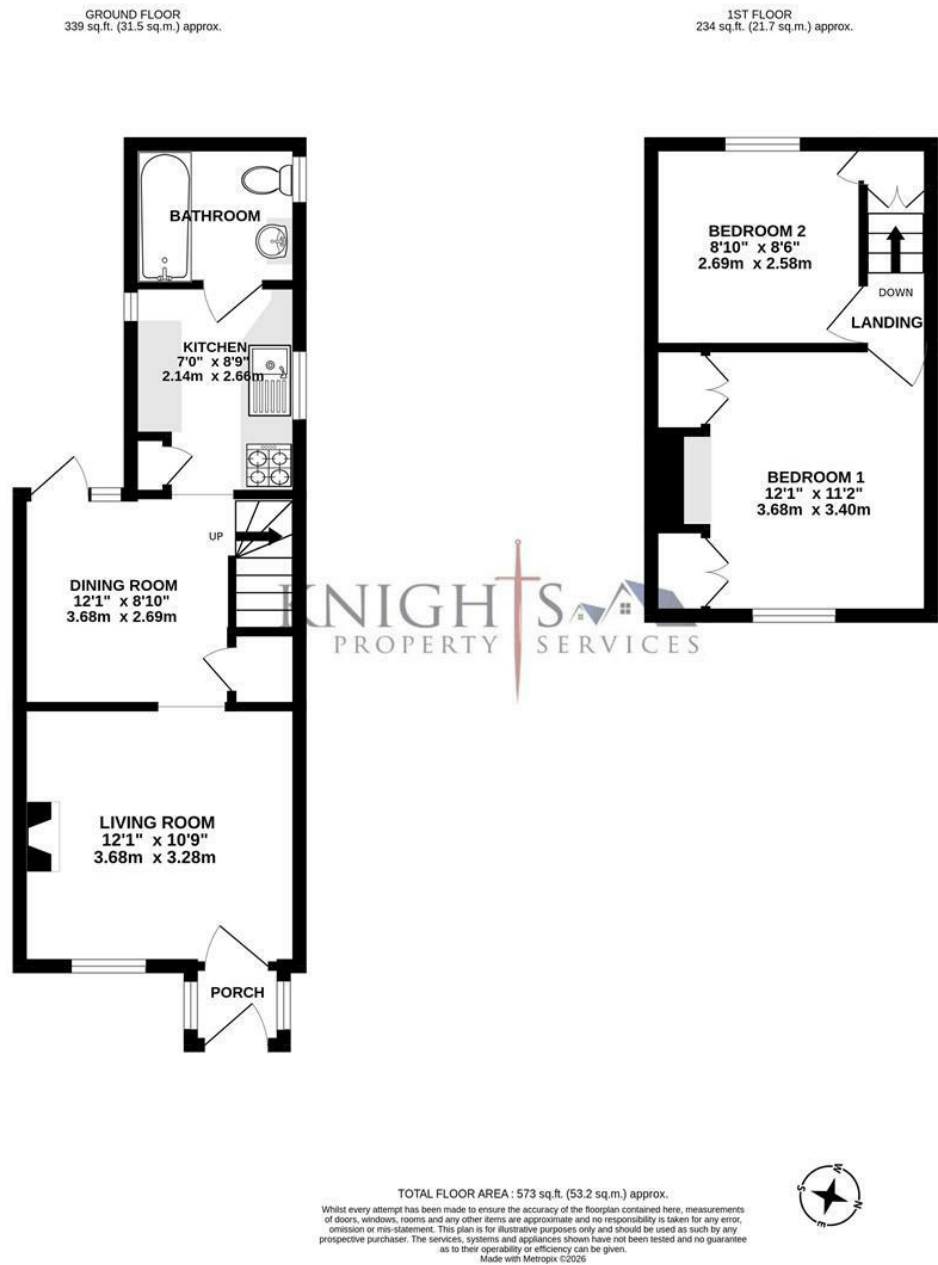 GROUND FLOOR
339 sq.ft. (31.5 sq.m.) approx.
1ST FLOOR
234 sq.ft. (21.7 sq.m.) approx.
BATHROOM
KITCHEN
7'0" x 8'9"
2.14m x 2.66m
UP
DINING ROOM
12'1" x 8'10"
3.68m x 2.69m
LIVING ROOM
12'1" x 10'9"
3.68m x 3.28m
PORCH
BEDROOM 2
8'10" x 8'6"
2.69m x 2.58m
DOWN
LANDING
BEDROOM 1
12'1" x 11'2"
3.68m x 3.40m
KNIGHTS
PROPERTY SERVICES
N
E
S
W
TOTAL FLOOR AREA : 573 sq.ft. (53.2 sq.m.) approx.
Whilst every attempt has been made to ensure the accuracy of the floorplan contained here, measurements
of doors, windows, rooms and any other items are approximate and no responsibility is taken for any error,
omission or mis-statement. This plan is for illustrative purposes only and should be used as such by any
prospective purchaser. The services, systems and appliances shown have not been tested and no guarantee
as to their operability or efficiency can be given.
Made with Metropix ©2026